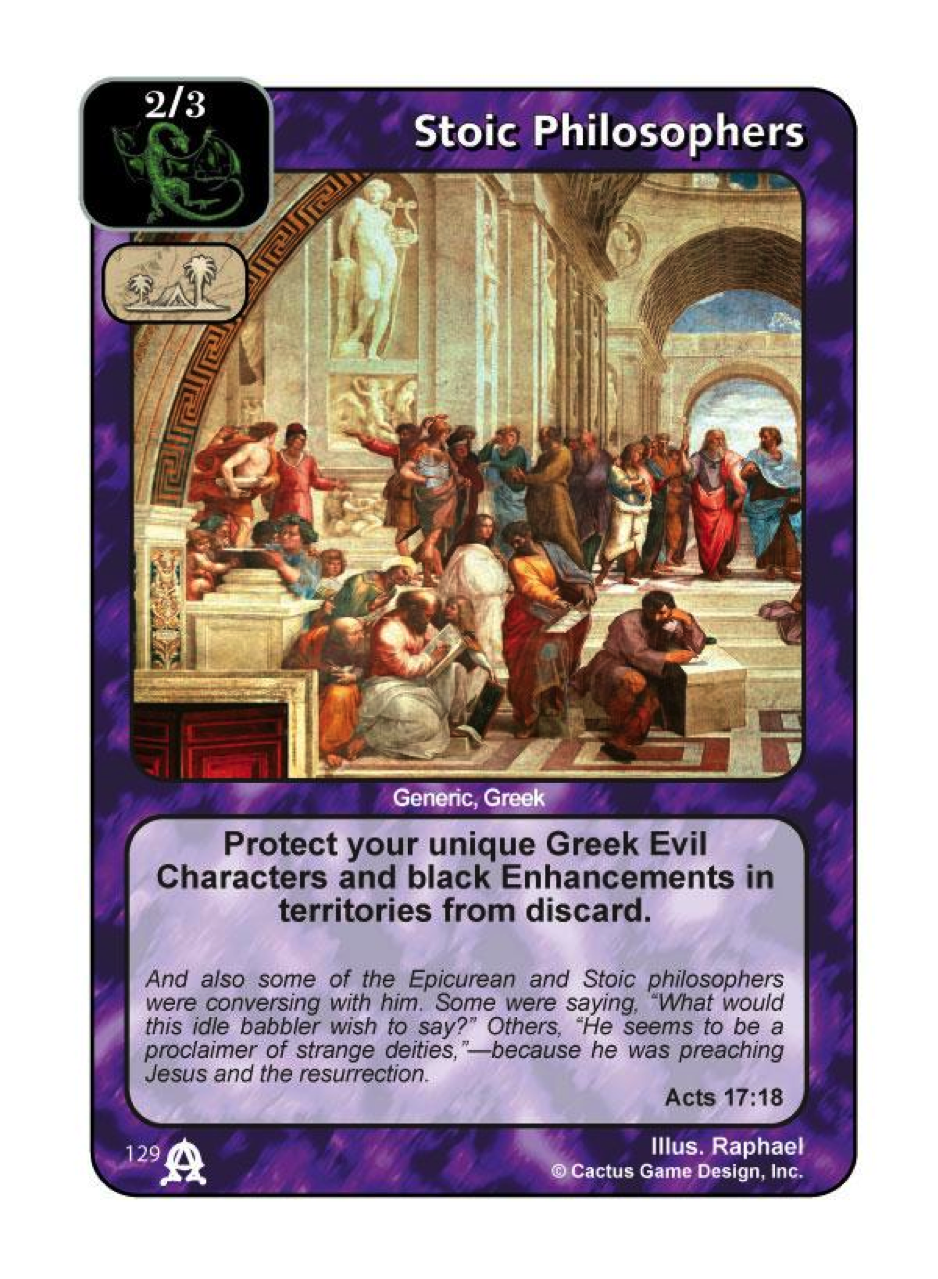 2/3
Stoic Philosophers
Generic, Greek
Protect your unique Greek Evil
Characters and black Enhancements in
territories from discard.
And also some of the Epicurean and Stoic philosophers
were conversing with him. Some were saying, “What would
this idle babbler wish to say?” Others, “He seems to be a
proclaimer of strange deities,”—because he was preaching
Jesus and the resurrection.
Acts 17:18
129
Illus. Raphael
© Cactus Game Design, Inc.